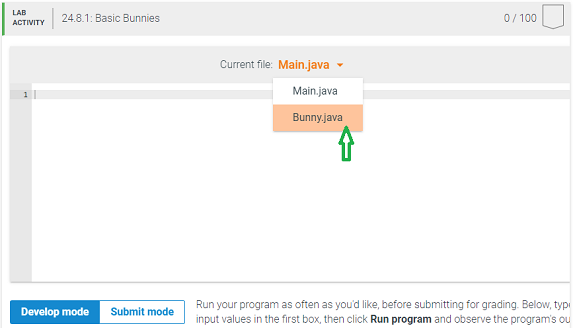 LAB
ACTIVITY
24.8.1: Basic Bunnies
0 / 100
Current file: Main.java
Main.java
Bunny.java
1
Develop mode
Submit mode
Run your program as often as you'd like, before submitting for grading. Below, type
input values in the first box, then click Run program and observe the program's ou